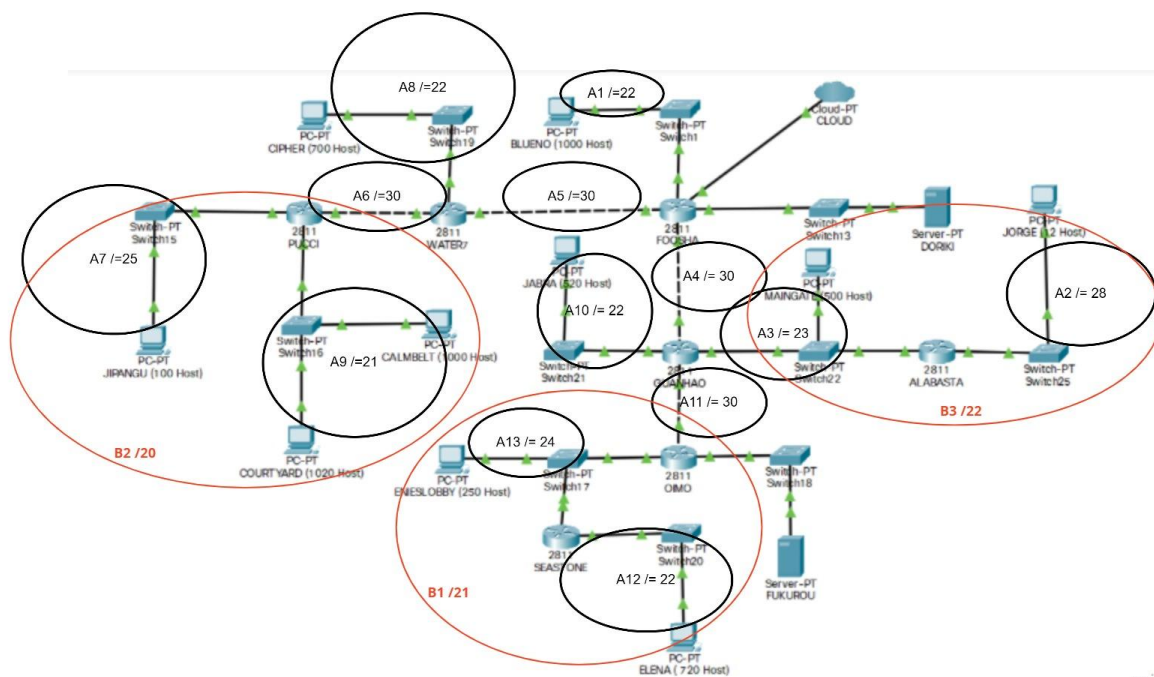 A8 /=22
A1 /=22
PC-PT
CIPHER (700 Host)
Switch-PT
Switch19
PC-PT
BLUENO (1000 Host)
Switch-PT
Switch1
Cloud-PT
CLOUD
A6 /=30
A5 /=30
Switch-PT
Switch15
2811
PUCCI
2811
WATER7
2811
FOOSHA
Switch-PT
Switch13
Server-PT
DORIKI
PC-PT
A7 /=25
PC-PT
A4 /= 30
PC-PT
MAINGATE
A2 /= 28
A10 /= 22
A3 /= 23
Switch-PT
Switch16
A9 /=21
PC-PT
CALMBELT (1000 Host)
PC-PT
JIPANGU (100 Host)
Switch-PT
Switch21
2811
GUANHAO
Switch-PT
Switch22
2811
ALABASTA
Switch-PT
Switch25
A11 /= 30
B3 /22
B2 /20
PC-PT
COURTYARD (1020 Host)
A13 /= 24
PC-PT
ENIESLOBBY (250 Host)
Switch-PT
Switch17
2811
OIMO
Switch-PT
Switch18
2811
SEASTONE
Switch-PT
Switch20
A12 /= 22
Server-PT
FUKUROU
B1 /21
PC-PT
ELENA ( 720 Host)